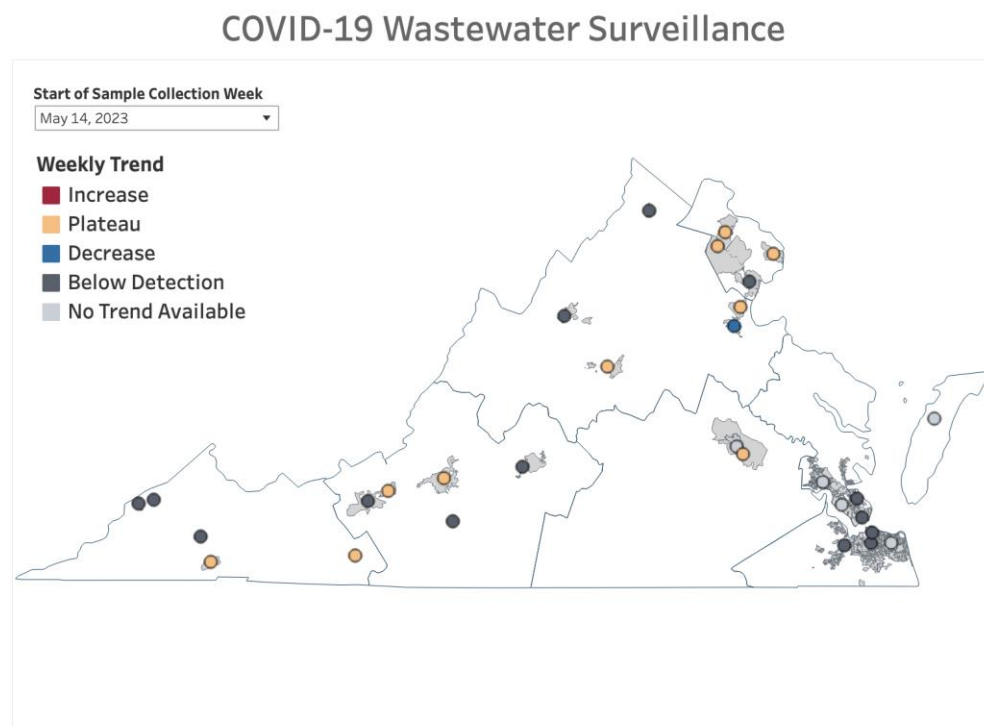 COVID-19 Wastewater Surveillance
Start of Sample Collection Week
May 14, 2023
Weekly Trend
Increase
Plateau
Decrease
Below Detection
No Trend Available